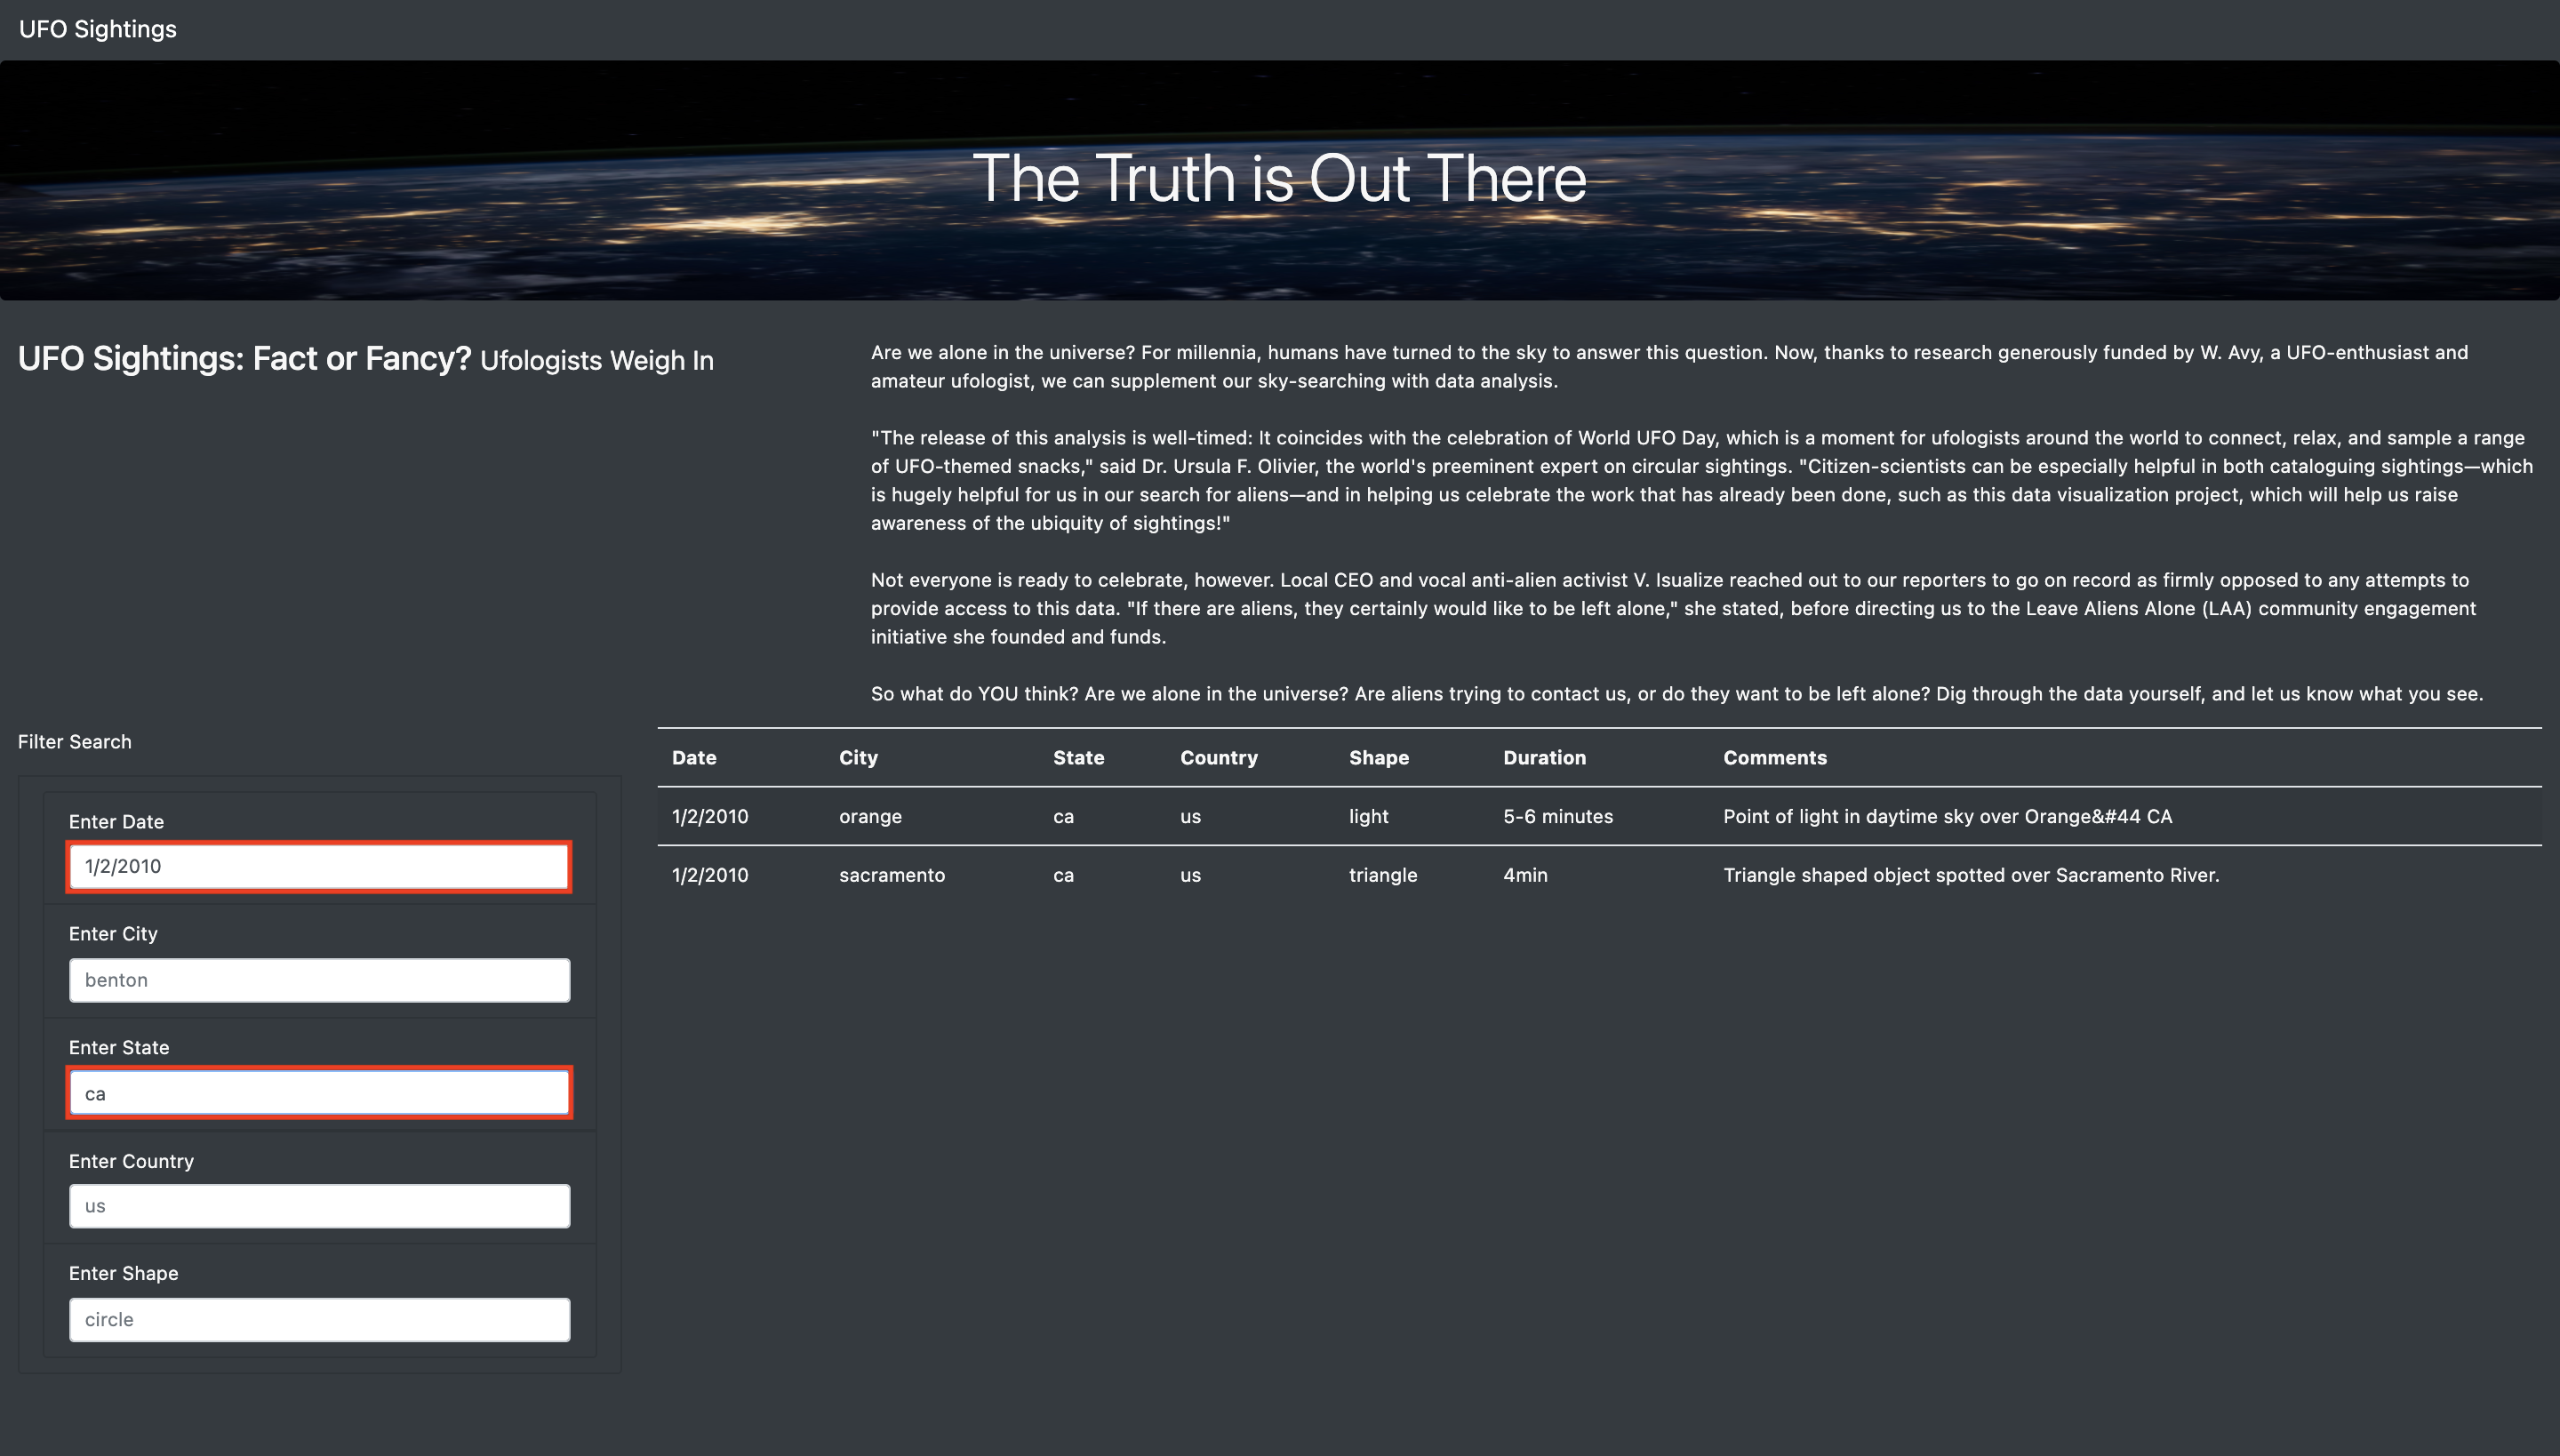 UFO Sightings
The Truth is Out There
UFO Sightings: Fact or Fancy? Ufologists Weigh In
Are we alone in the universe? For millennia, humans have turned to the sky to answer this question. Now, thanks to research generously funded by W. Avy, a UFO-enthusiast and
amateur ufologist, we can supplement our sky-searching with data analysis.
"The release of this analysis is well-timed: It coincides with the celebration of World UFO Day, which is a moment for ufologists around the world to connect, relax, and sample a range
of UFO-themed snacks," said Dr. Ursula F. Olivier, the world's preeminent expert on circular sightings. "Citizen-scientists can be especially helpful in both cataloguing sightings—which
is hugely helpful for us in our search for aliens—and in helping us celebrate the work that has already been done, such as this data visualization project, which will help us raise
awareness of the ubiquity of sightings!"
Not everyone is ready to celebrate, however. Local CEO and vocal anti-alien activist V. Isualize reached out to our reporters to go on record as firmly opposed to any attempts to
provide access to this data. "If there are aliens, they certainly would like to be left alone," she stated, before directing us to the Leave Aliens Alone (LAA) community engagement
initiative she founded and funds.
So what do YOU think? Are we alone in the universe? Are aliens trying to contact us, or do they want to be left alone? Dig through the data yourself, and let us know what you see.
Filter Search
Enter Date
1/2/2010
Enter City
benton
Enter State
ca
Enter Country
us
Enter Shape
circle
Date City State Country Shape Duration Comments
1/2/2010 orange ca us light 5-6 minutes Point of light in daytime sky over Orange&#44 CA
1/2/2010 sacramento ca us triangle 4min Triangle shaped object spotted over Sacramento River.